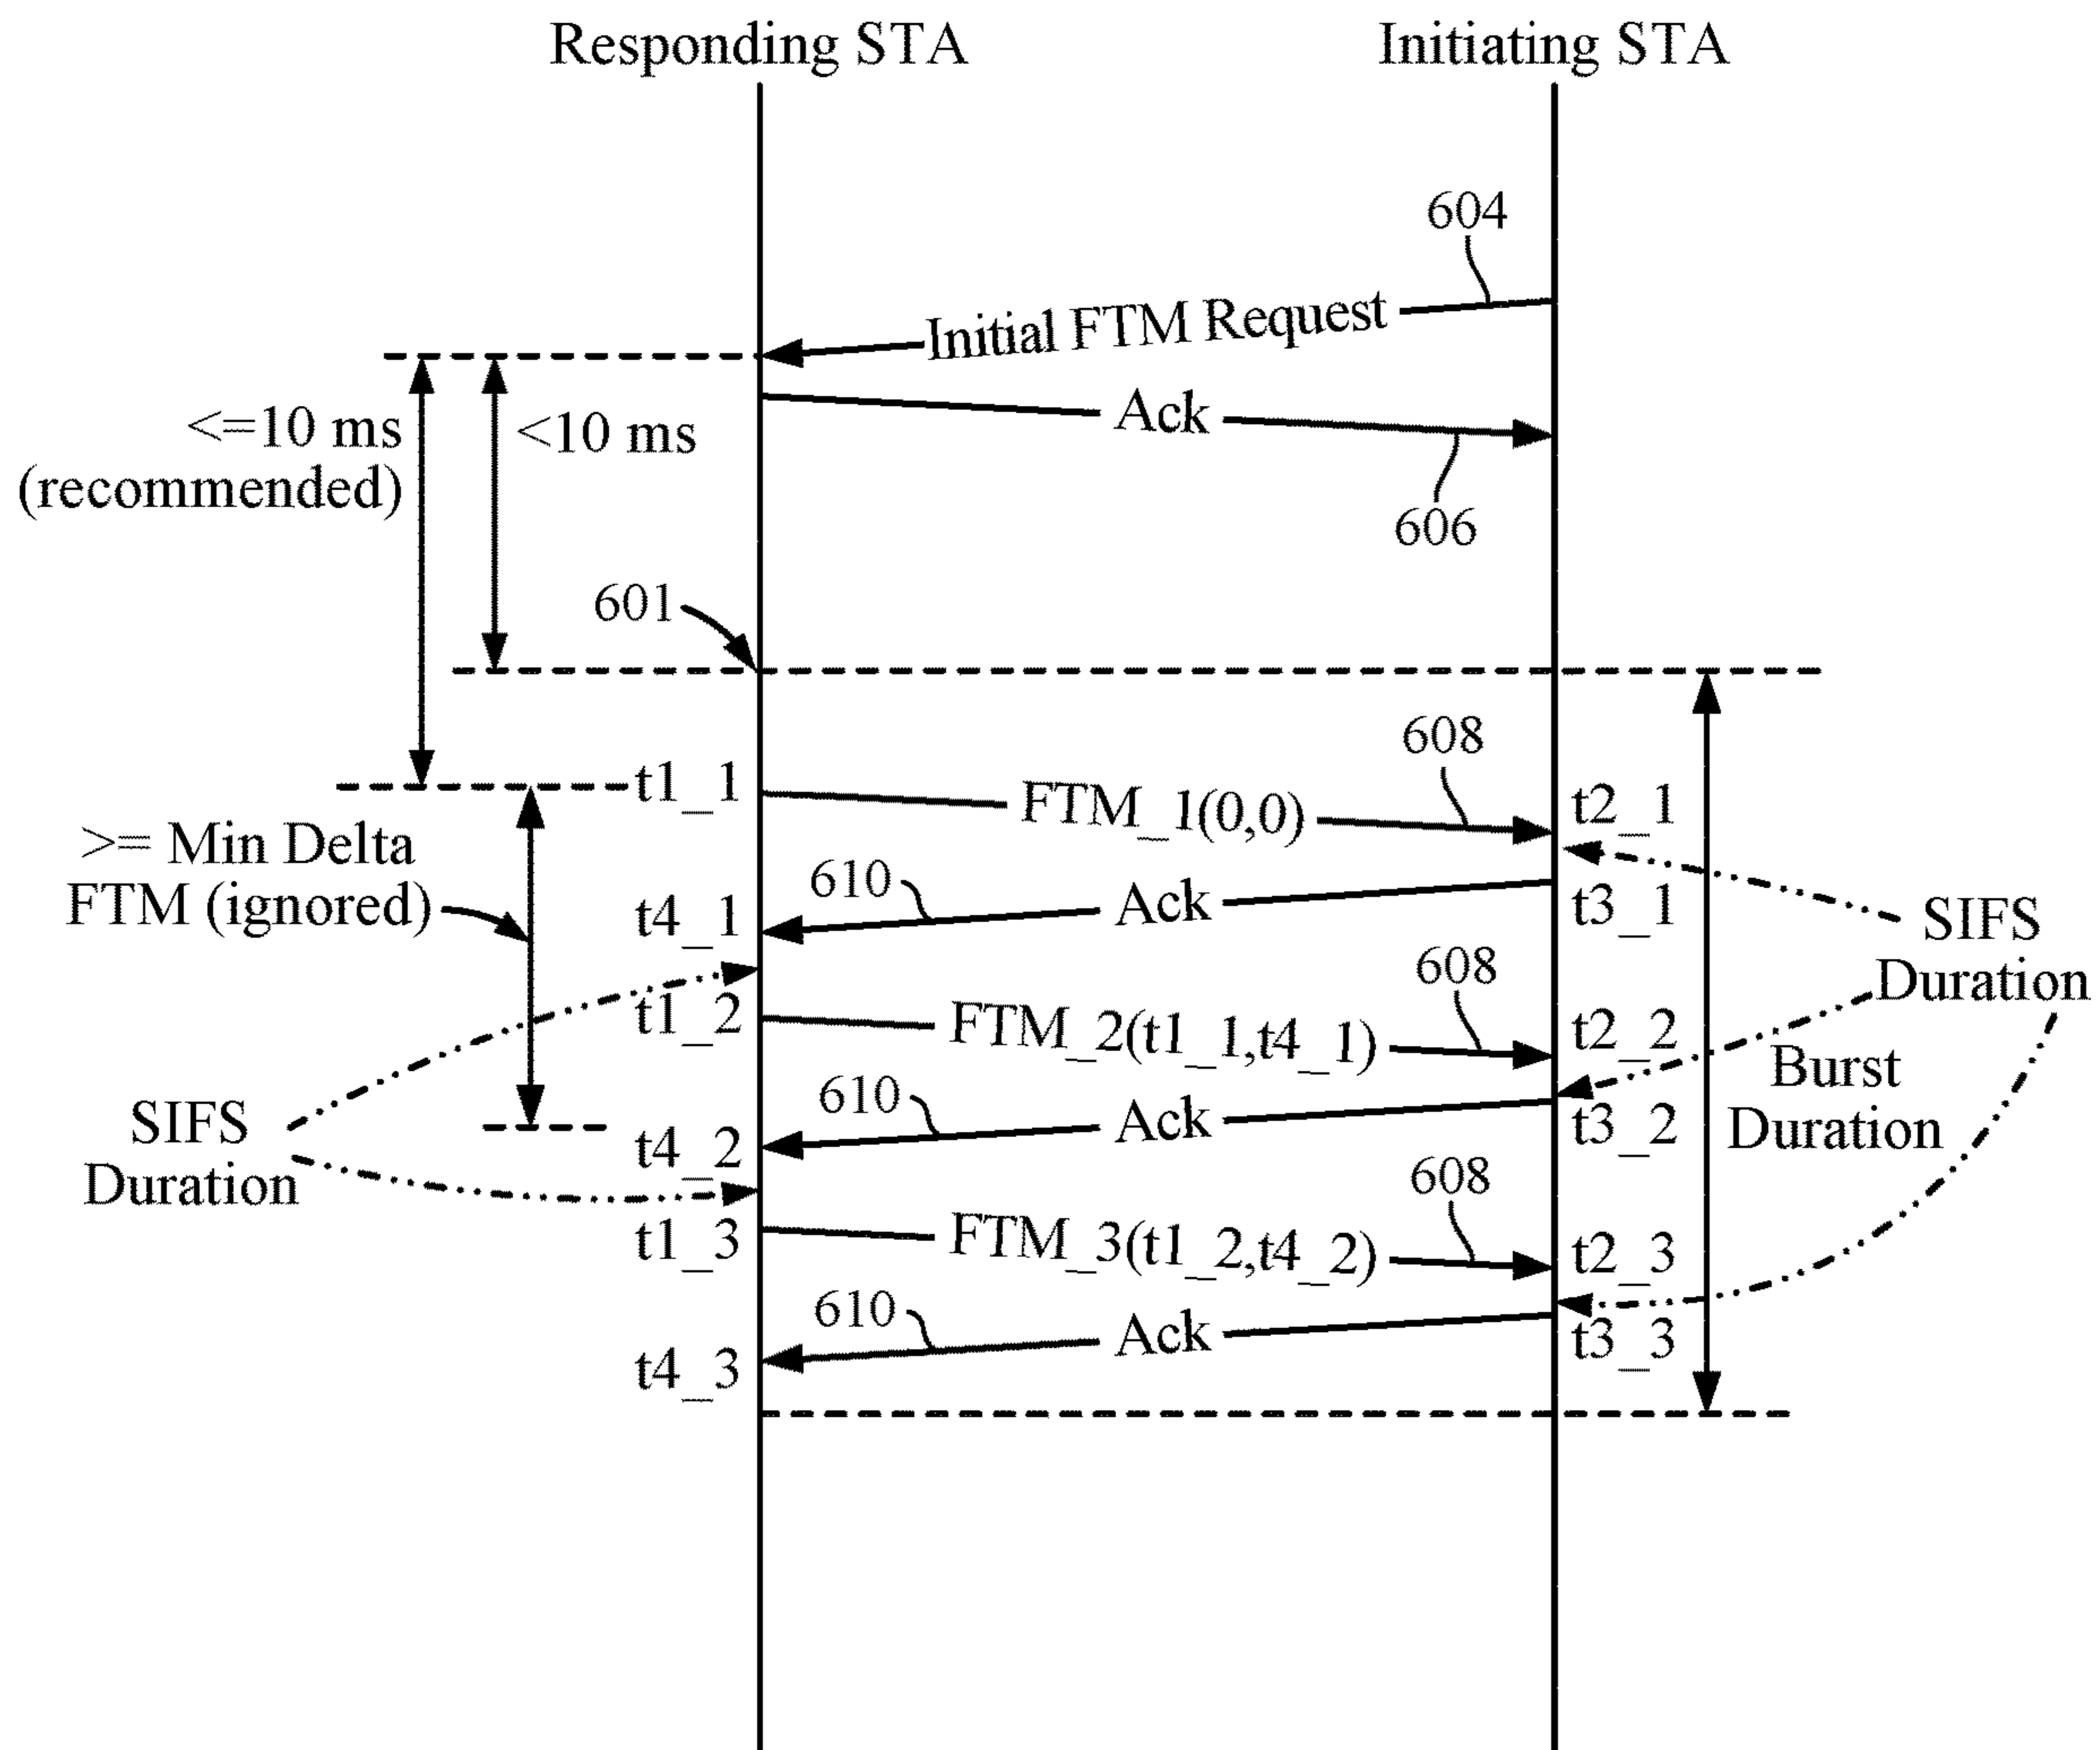 Responding STA
Initiating STA
604
Initial FTM Request
<=10 ms
(recommended)
<10 ms
Ack
606
601
608
t1_1
FTM_1(0,0)
t2_1
>= Min Delta
FTM (ignored)
610
t4_1
Ack
t3_1
SIFS
Duration
608
t1_2
FTM_2(t1_1,t4_1)
t2_2
Burst
Duration
610
SIFS
Duration
t4_2
Ack
t3_2
608
t1_3
FTM_3(t1_2,t4_2)
t2_3
610
t4_3
Ack
t3_3